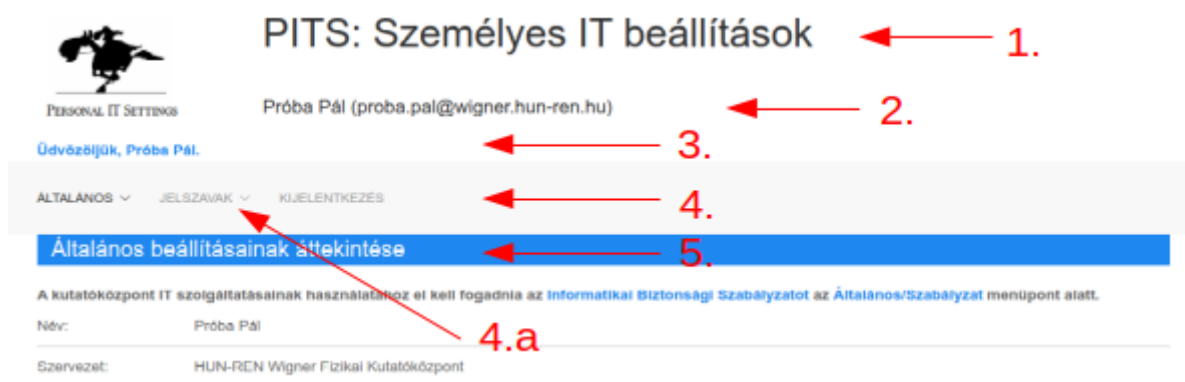 PITS: Személyes IT beállítások
1.
PERSONAL IT SETTINGS
Próba Pál (proba.pal@wigner.hun-ren.hu)
2.
Üdvözöljük, Próba Pál.
3.
ÁLTALÁNOS JELSZAVAK KIJELENTKEZÉS
4.
Általános beállításainak áttekintése
5.
A kutatóközpont IT szolgáltatásainak használatához el kell fogadnia az Informatikai Biztonsági Szabályzatot az Általános/Szabályzat menüpont alatt.
Név: Próba Pál
4.a
Szervezet: HUN-REN Wigner Fizikai Kutatóközpont